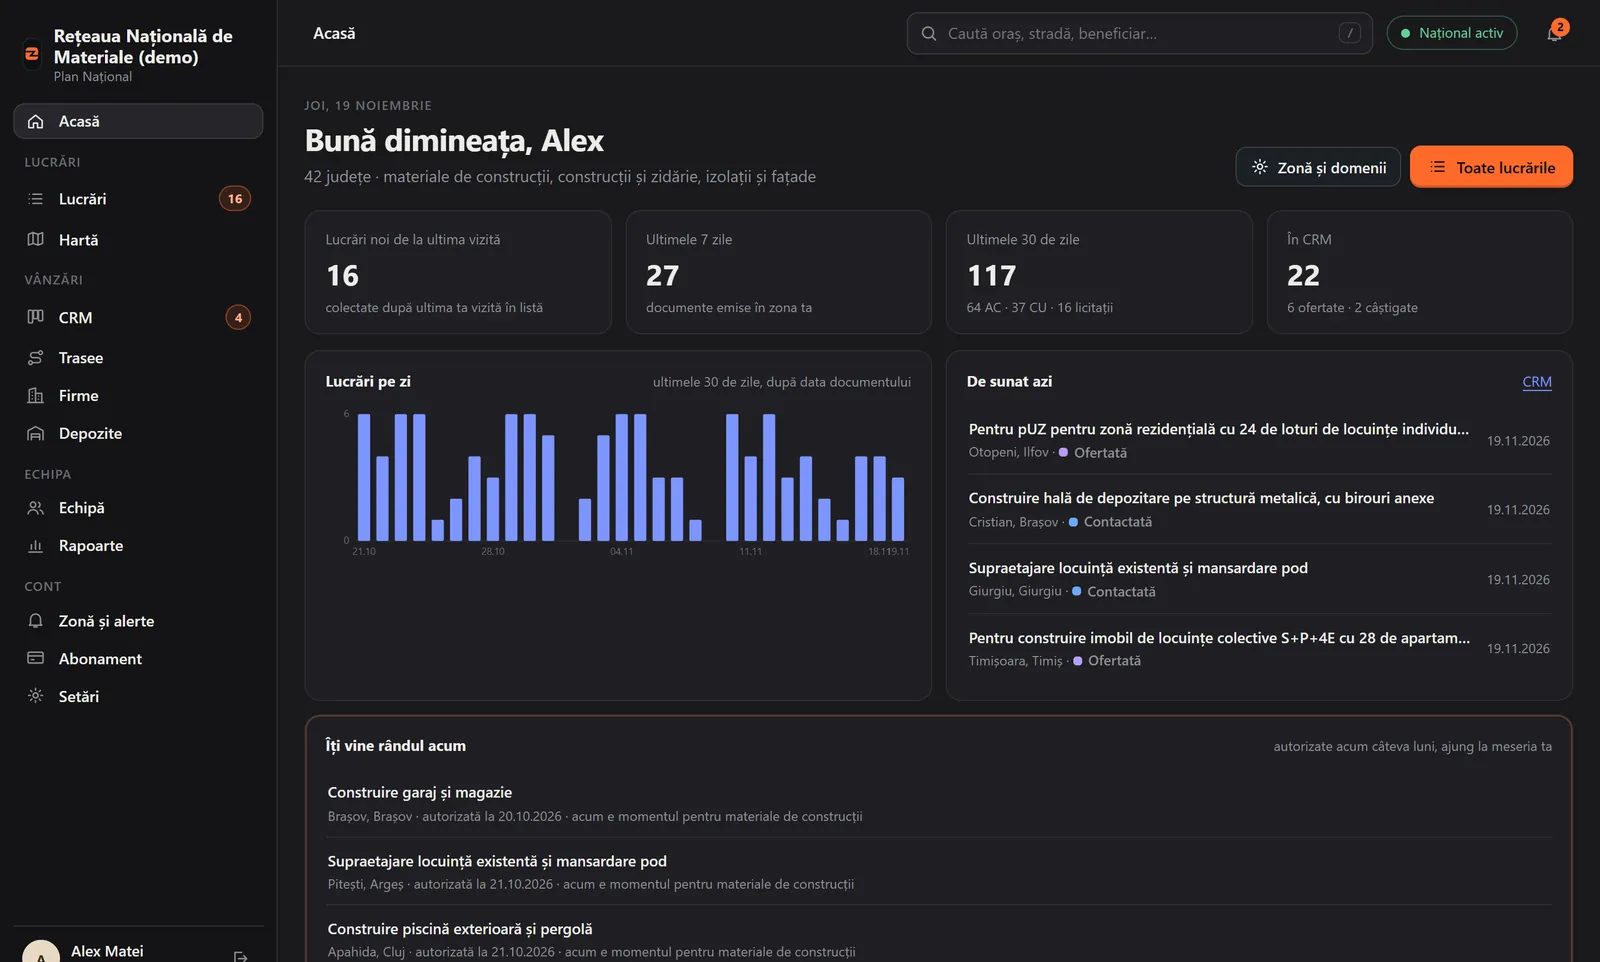 Rețeaua Națională de
Materiale (demo)
Plan Național
Acasă
LUCRĂRI
Lucrări 16
Hartă
VÂNZĂRI
CRM 4
Trasee
Firme
Depozite
ECHIPA
Echipă
Rapoarte
CONT
Zonă și alerte
Abonament
Setări
A Alex Matei
Acasă
Caută oraș, stradă, beneficiar... /
Național activ
2
JOI, 19 NOIEMBRIE
Bună dimineața, Alex
42 județe · materiale de construcții, construcții și zidărie, izolații și fațade
Zonă și domenii
Toate lucrările
Lucrări noi de la ultima vizită
16
colectate după ultima ta vizită în listă
Ultimele 7 zile
27
documente emise în zona ta
Ultimele 30 de zile
117
64 AC · 37 CU · 16 licitații
În CRM
22
6 ofertate · 2 câștigate
Lucrări pe zi
ultimele 30 de zile, după data documentului
6
0
21.10 28.10 04.11 11.11 18.11 19.11
De sunat azi
CRM
Pentru pUZ pentru zonă rezidențială cu 24 de loturi de locuințe individu...
Otopeni, Ilfov · Ofertată
19.11.2026
Construire hală de depozitare pe structură metalică, cu birouri anexe
Cristian, Brașov · Contactată
19.11.2026
Supraetajare locuință existentă și mansardare pod
Giurgiu, Giurgiu · Contactată
19.11.2026
Pentru construire imobil de locuințe colective S+P+4E cu 28 de apartam...
Timișoara, Timiș · Ofertată
19.11.2026
Îți vine rândul acum
autorizate acum câteva luni, ajung la meseria ta
Construire garaj și magazie
Brașov, Brașov · autorizată la 20.10.2026 · acum e momentul pentru materiale de construcții
Supraetajare locuință existentă și mansardare pod
Pitești, Argeș · autorizată la 21.10.2026 · acum e momentul pentru materiale de construcții
Construire piscină exterioară și pergolă
Apahida, Cluj · autorizată la 21.10.2026 · acum e momentul pentru materiale de construcții